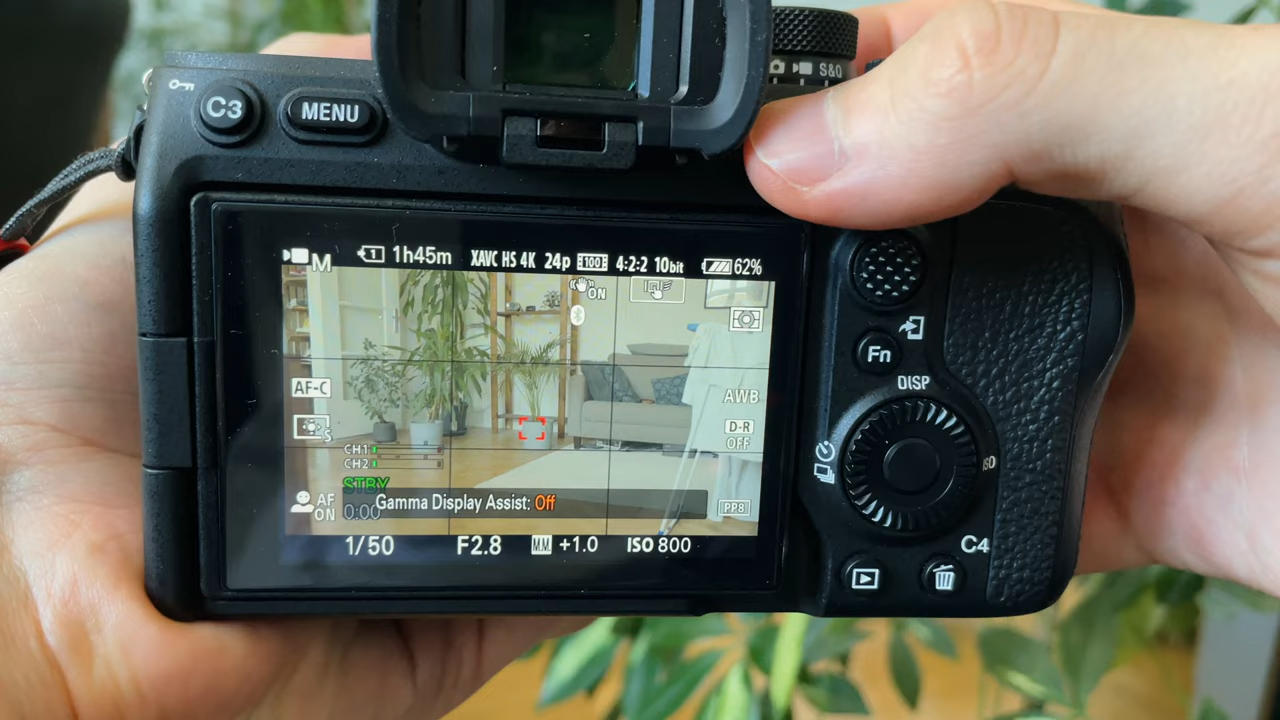 S&Q
C3
MENU
1 1h45m XAVC HS 4K 24p 100 4:2:2 10bit 62%
M
ON
AF-C
AWB
S
D-R
OFF
CH1
CH2
STBY
AF
ON
0:00
Gamma Display Assist: Off
PP8
1/50 F2.8 M.M. +1.0 ISO 800
Fn
DISP
ISO
C4